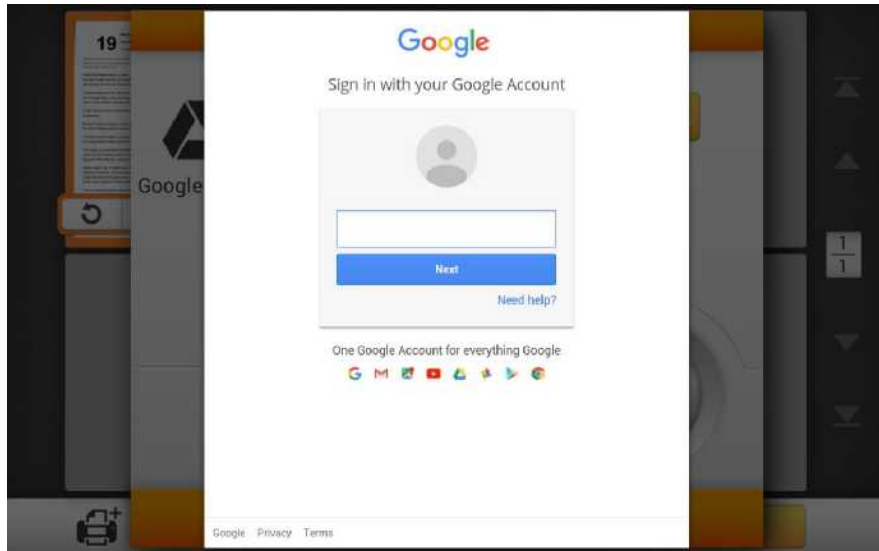 19
Google
Google
Sign in with your Google Account
Next
Need help?
One Google Account for everything Google
1
1
Google Privacy Terms